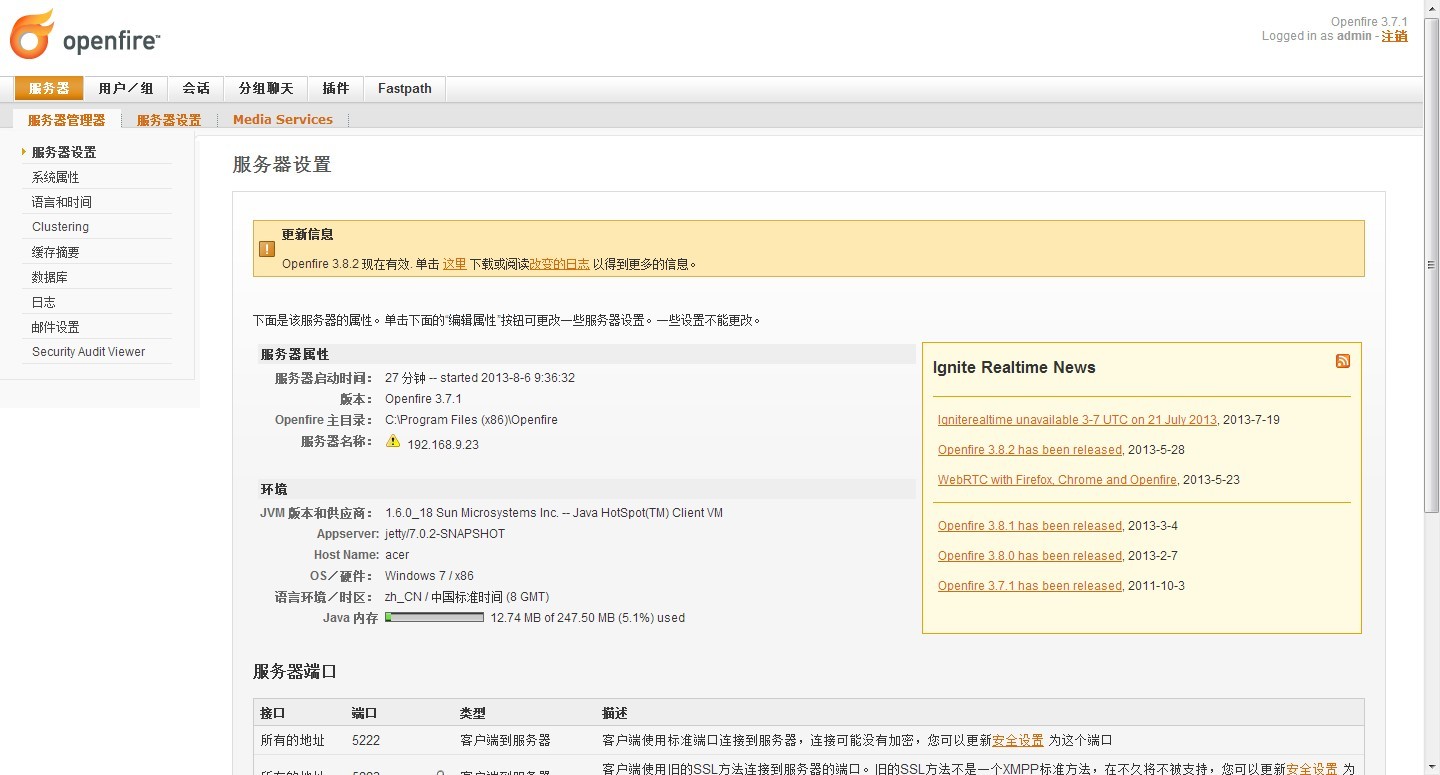 openfire™
Openfire 3.7.1
Logged in as admin - 注销
服务器 用户／组 会话 分组聊天 插件 Fastpath
服务器管理器 服务器设置 Media Services
服务器设置
系统属性
语言和时间
Clustering
缓存摘要
数据库
日志
邮件设置
Security Audit Viewer
服务器设置
更新信息
Openfire 3.8.2 现在有效. 单击 这里 下载或阅读改变的日志 以得到更多的信息。
下面是该服务器的属性。单击下面的“编辑属性”按钮可更改一些服务器设置。一些设置不能更改。
服务器属性
服务器启动时间： 27 分钟 -- started 2013-8-6 9:36:32
版本： Openfire 3.7.1
Openfire 主目录： C:\Program Files (x86)\Openfire
服务器名称： 192.168.9.23
环境
JVM 版本和供应商： 1.6.0_18 Sun Microsystems Inc. -- Java HotSpot(TM) Client VM
Appserver: jetty/7.0.2-SNAPSHOT
Host Name: acer
OS／硬件： Windows 7 / x86
语言环境／时区： zh_CN / 中国标准时间 (8 GMT)
Java 内存 12.74 MB of 247.50 MB (5.1%) used
Ignite Realtime News
Igniterealtime unavailable 3-7 UTC on 21 July 2013, 2013-7-19
Openfire 3.8.2 has been released, 2013-5-28
WebRTC with Firefox, Chrome and Openfire, 2013-5-23
Openfire 3.8.1 has been released, 2013-3-4
Openfire 3.8.0 has been released, 2013-2-7
Openfire 3.7.1 has been released, 2011-10-3
服务器端口
接口 端口 类型 描述
所有的地址 5222 客户端到服务器 客户端使用标准端口连接到服务器，连接可能没有加密，您可以更新安全设置 为这个端口
客户端使用旧的SSL方法连接到服务器的端口。旧的SSL方法不是一个XMPP标准方法，在不久将不被支持，您可以更新安全设置 为